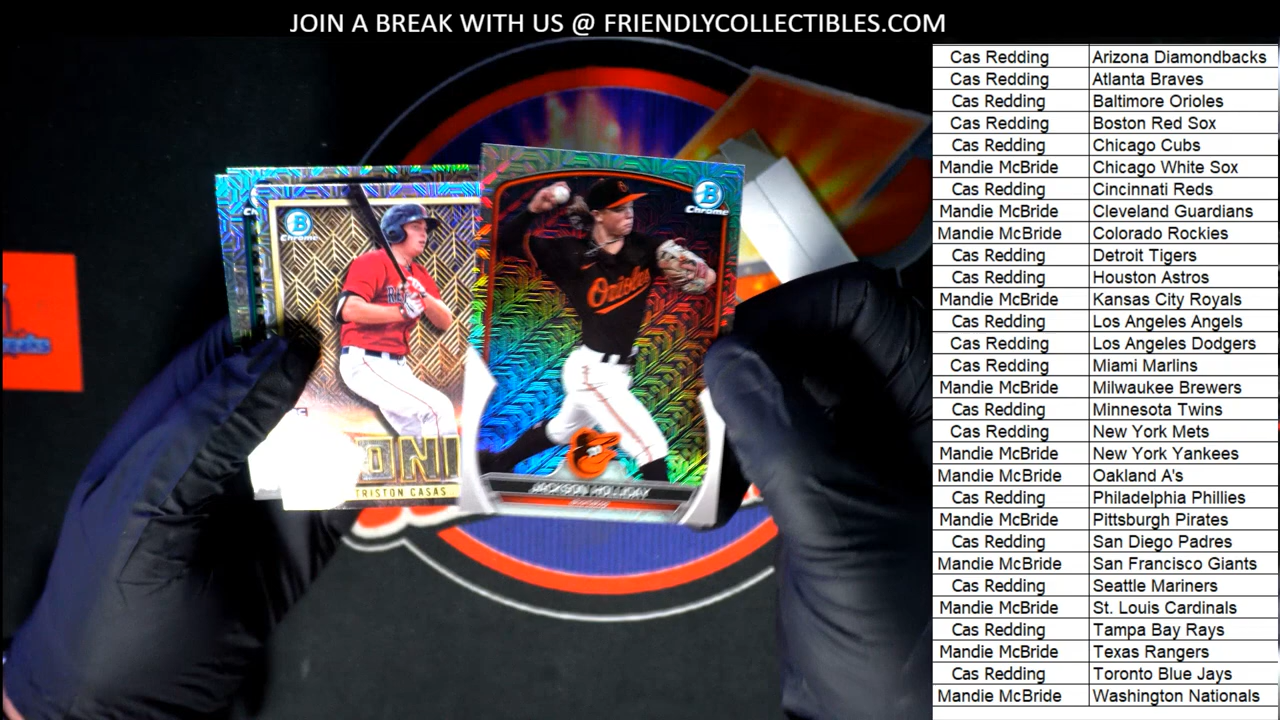 JOIN A BREAK WITH US @ FRIENDLYCOLLECTIBLES.COM
Cas Redding Arizona Diamondbacks
Cas Redding Atlanta Braves
Cas Redding Baltimore Orioles
Cas Redding Boston Red Sox
Cas Redding Chicago Cubs
Mandie McBride Chicago White Sox
Cas Redding Cincinnati Reds
Mandie McBride Cleveland Guardians
Mandie McBride Colorado Rockies
Cas Redding Detroit Tigers
Cas Redding Houston Astros
Mandie McBride Kansas City Royals
Cas Redding Los Angeles Angels
Cas Redding Los Angeles Dodgers
Cas Redding Miami Marlins
Mandie McBride Milwaukee Brewers
Cas Redding Minnesota Twins
Cas Redding New York Mets
Mandie McBride New York Yankees
Mandie McBride Oakland A's
Cas Redding Philadelphia Phillies
Mandie McBride Pittsburgh Pirates
Cas Redding San Diego Padres
Mandie McBride San Francisco Giants
Cas Redding Seattle Mariners
Mandie McBride St. Louis Cardinals
Cas Redding Tampa Bay Rays
Mandie McBride Texas Rangers
Cas Redding Toronto Blue Jays
Mandie McBride Washington Nationals
B
Chrome
TRISTON CASAS
B
Chrome
Orioles
JACKSON HOLLIDAY